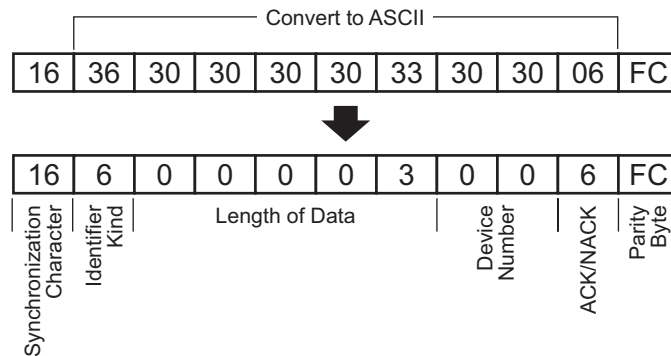 Convert to ASCII
16 36 30 30 30 30 33 30 30 06 FC
16 6 0 0 0 0 3 0 0 6 FC
Synchronization
Character
Identifier
Kind
Length of Data
Device
Number
ACK/NACK
Parity
Byte